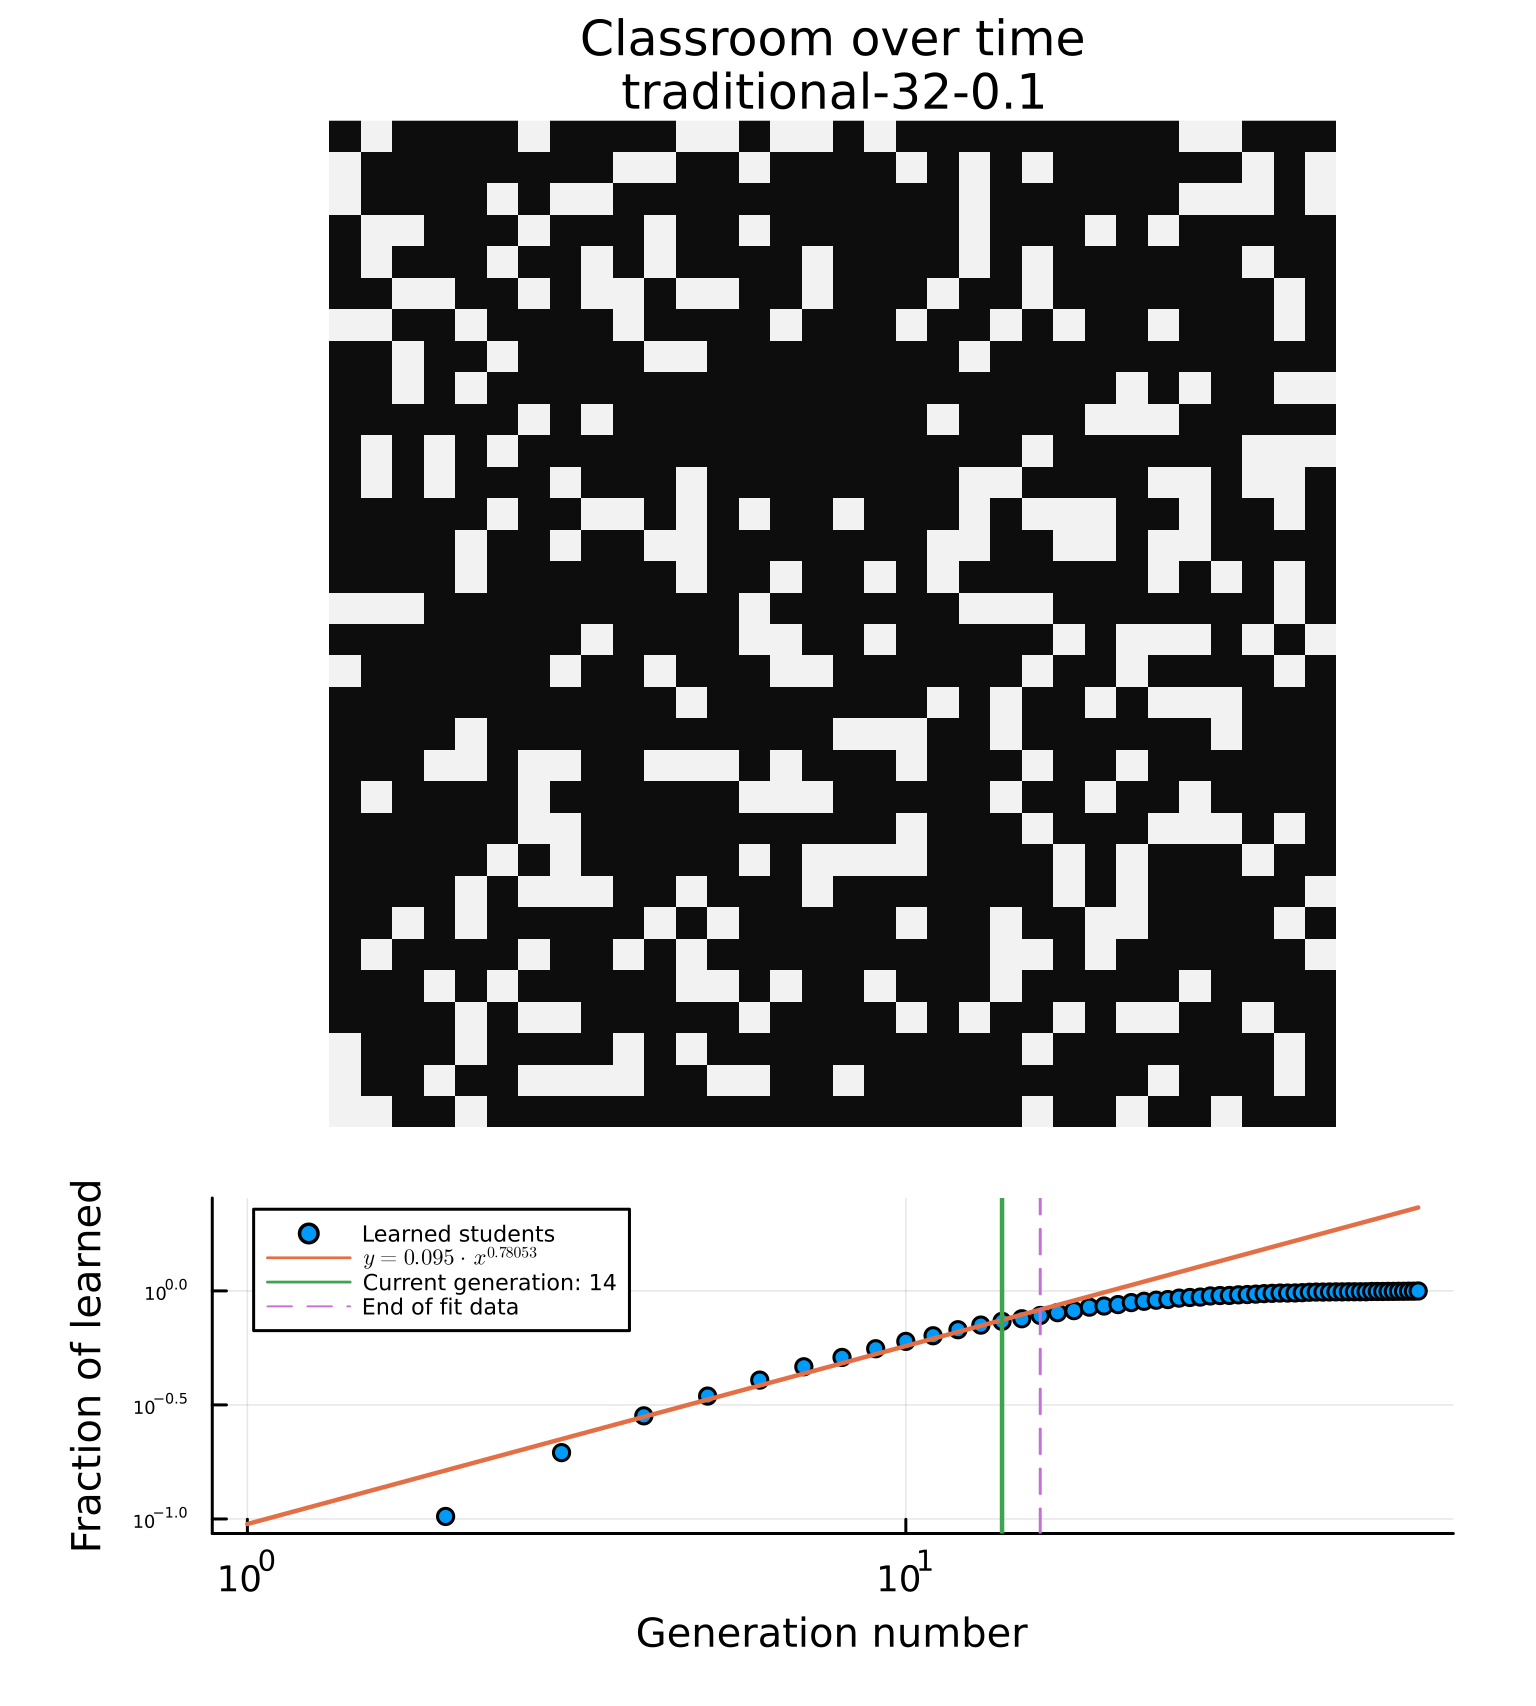 Classroom over time
traditional-32-0.1
Fraction of learned
Learned students
y = 0.095 · x^0.78053
Current generation: 14
End of fit data
10^0.0
10^−0.5
10^−1.0
10^0
10^1
Generation number